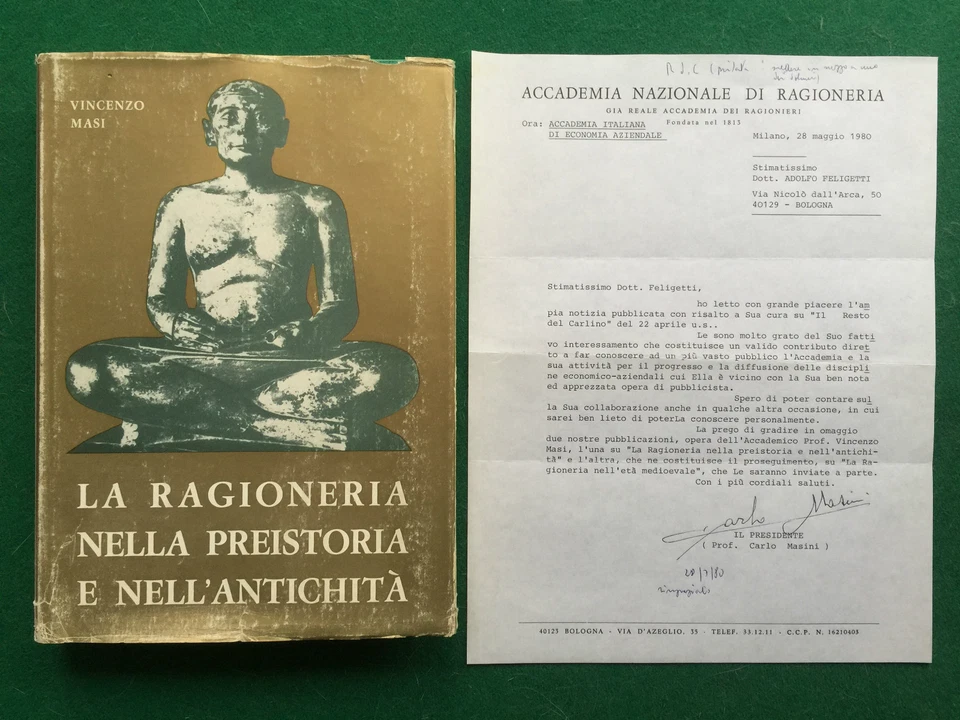 VINCENZO
MASI
LA RAGIONERIA
NELLA PREISTORIA
E NELL'ANTICHITÀ
ACCADEMIA NAZIONALE DI RAGIONERIA
GIA REALE ACCADEMIA DEI RAGIONIERI
Fondata nel 1813
Ora: ACCADEMIA ITALIANA
DI ECONOMIA AZIENDALE
Milano, 28 maggio 1980
Stimatissimo
Dott. ADOLFO FELIGETTI
Via Nicolò dall'Arca, 50
40129 - BOLOGNA
Stimatissimo Dott. Feligetti,
ho letto con grande piacere l'am
pia notizia pubblicata con risalto a Sua cura su "Il Resto
del Carlino" del 22 aprile u.s..
Le sono molto grato del Suo fatti
vo interessamento che costituisce un valido contributo diret
to a far conoscere ad un più vasto pubblico l'Accademia e la
sua attività per il progresso e la diffusione delle discipli
ne economico-aziendali cui Ella è vicino con la Sua ben nota
ed apprezzata opera di pubblicista.
Spero di poter contare sul
la Sua collaborazione anche in qualche altra occasione, in cui
sarei ben lieto di poterLa conoscere personalmente.
La prego di gradire in omaggio
due nostre pubblicazioni, opera dell'Accademico Prof. Vincenzo
Masi, l'una su "La Ragioneria nella preistoria e nell'antichi-
tà" e l'altra, che ne costituisce il proseguimento, su "La Ra-
gioneria nell'età medioevale", che Le saranno inviate a parte.
Con i più cordiali saluti.
Carlo Masini
IL PRESIDENTE
( Prof. Carlo Masini )
40125 BOLOGNA - VIA D'AZEGLIO, 35 - TELEF. 33.12.11 - C.C.P. N. 16210403